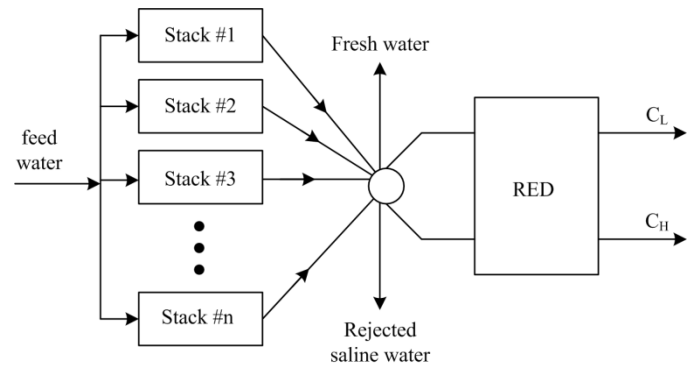 Stack #1
Fresh water
Stack #2
feed
water
Stack #3
RED
C_L
C_H
Stack #n
Rejected
saline water